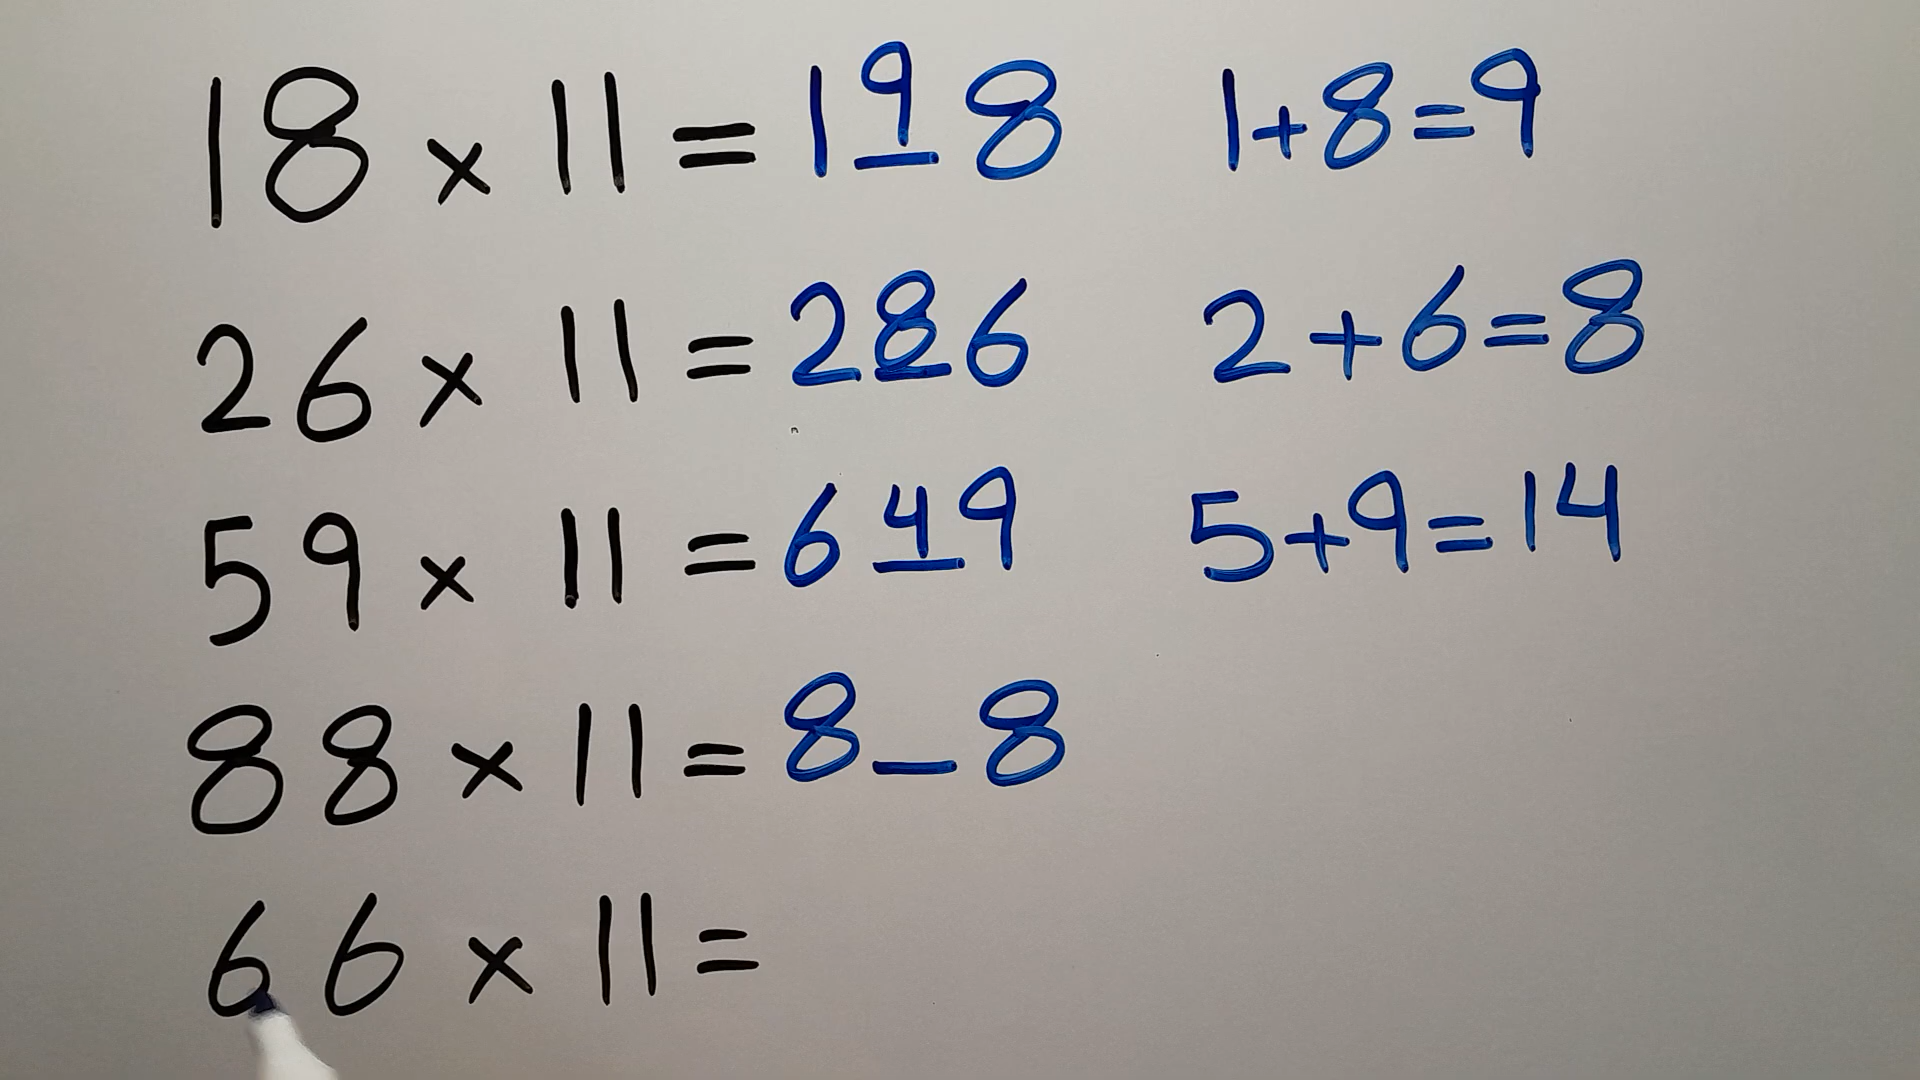 18 × 11 = 198 1+8=9
26 × 11 = 286 2+6=8
59 × 11 = 649 5+9=14
88 × 11 = 8_8
66 × 11 =